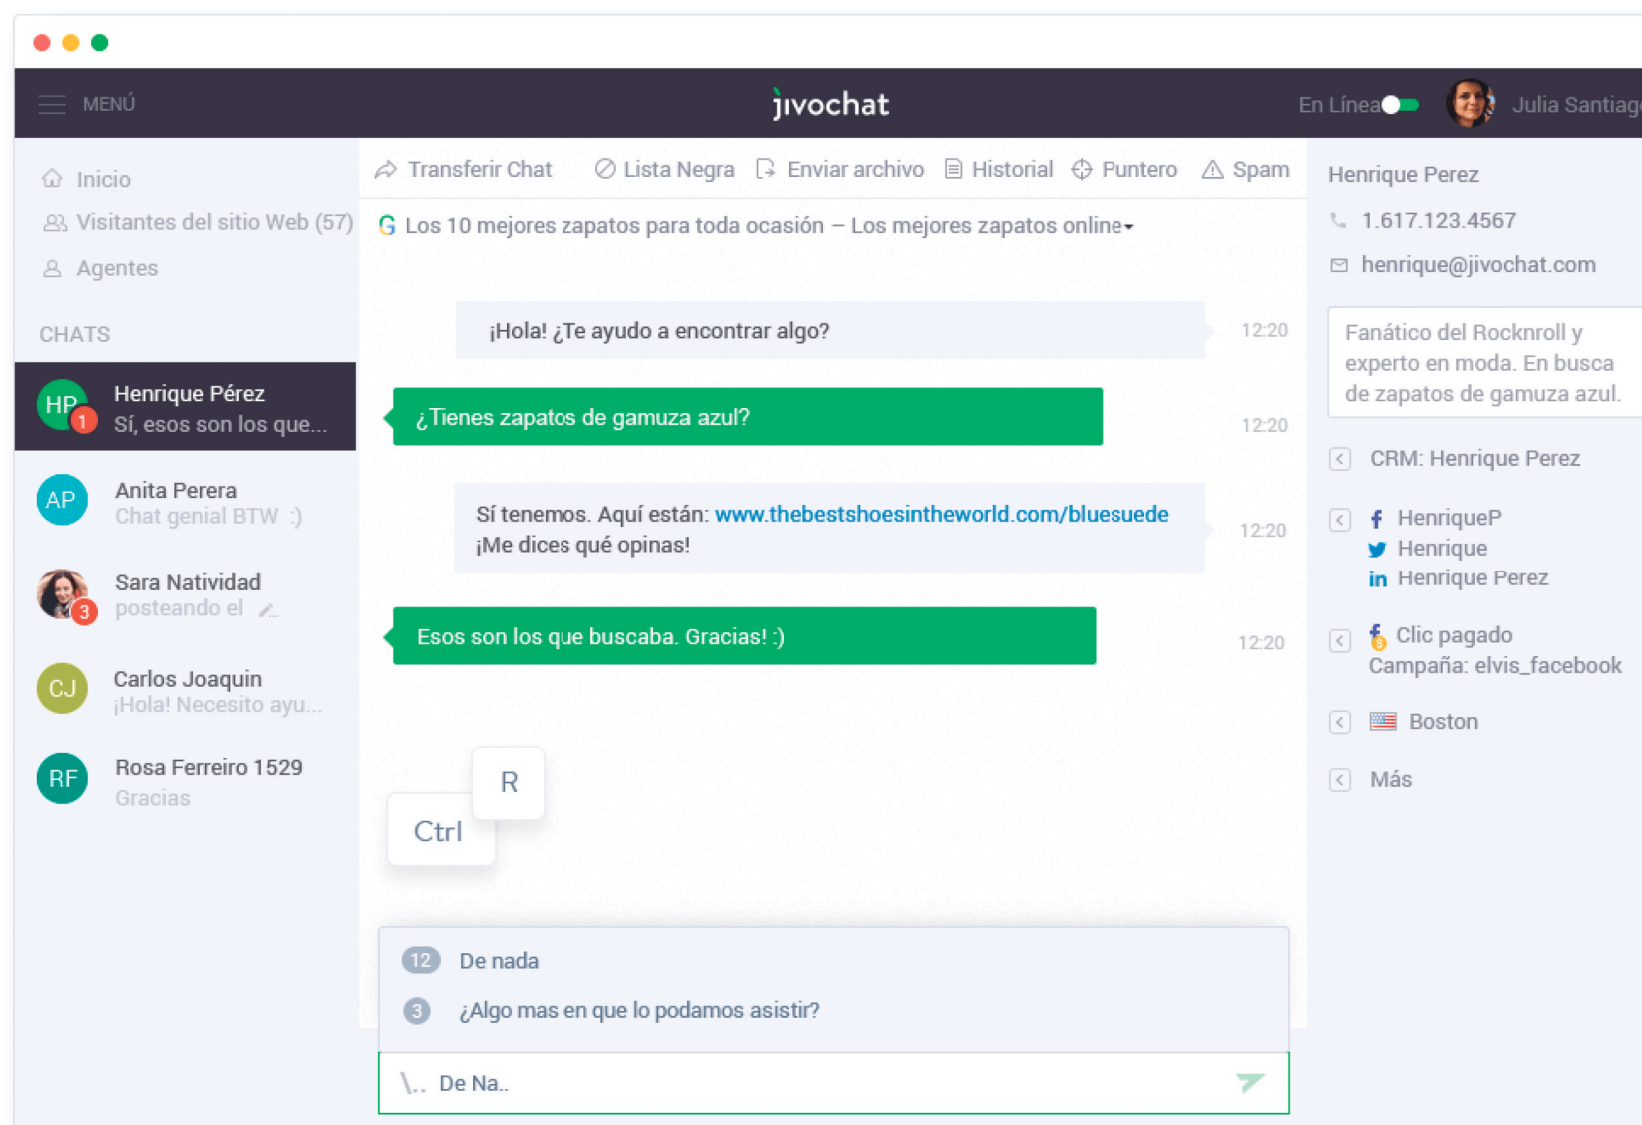 MENÚ
jivochat
En Línea
Julia Santiago
Inicio
Visitantes del sitio Web (57)
Agentes
CHATS
HP
1
Henrique Pérez
Sí, esos son los que...
AP
Anita Perera
Chat genial BTW :)
3
Sara Natividad
posteando el
CJ
Carlos Joaquin
¡Hola! Necesito ayu...
RF
Rosa Ferreiro 1529
Gracias
Transferir Chat
Lista Negra
Enviar archivo
Historial
Puntero
Spam
G Los 10 mejores zapatos para toda ocasión – Los mejores zapatos online
¡Hola! ¿Te ayudo a encontrar algo?
12:20
¿Tienes zapatos de gamuza azul?
12:20
Sí tenemos. Aquí están: www.thebestshoesintheworld.com/bluesuede
¡Me dices qué opinas!
12:20
Esos son los que buscaba. Gracias! :)
12:20
R
Ctrl
12 De nada
3 ¿Algo mas en que lo podamos asistir?
\.. De Na..
Henrique Perez
1.617.123.4567
henrique@jivochat.com
Fanático del Rocknroll y
experto en moda. En busca
de zapatos de gamuza azul.
CRM: Henrique Perez
f HenriqueP
Henrique
in Henrique Perez
Clic pagado
Campaña: elvis_facebook
Boston
Más